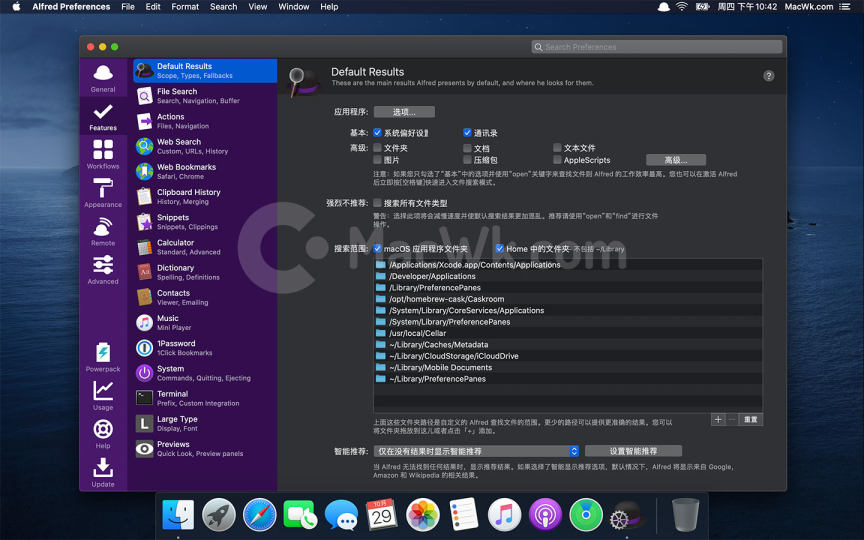 Alfred Preferences File Edit Format Search View Window Help 周四 下午10:42 MacWk.com
Search Preferences
General
Features
Workflows
Appearance
Remote
Advanced
Powerpack
Usage
Help
Update
Default Results
Scope, Types, Fallbacks
File Search
Search, Navigation, Buffer
Actions
Files, Navigation
Web Search
Custom, URLs, History
Web Bookmarks
Safari, Chrome
Clipboard History
History, Merging
Snippets
Snippets, Clippings
Calculator
Standard, Advanced
Dictionary
Spelling, Definitions
Contacts
Viewer, Emailing
Music
Mini Player
1Password
1Click Bookmarks
System
Commands, Quitting, Ejecting
Terminal
Prefix, Custom Integration
Large Type
Display, Font
Previews
Quick Look, Preview panels
Default Results
These are the main results Alfred presents by default, and where he looks for them.
?
应用程序: 选项...
基本: 系统偏好设置 通讯录
高级: 文件夹 文档 文本文件
图片 压缩包 AppleScripts 高级...
注意：如果您只勾选了"基本"中的选项并使用"open"关键字来查找文件到 Alfred 的工作效率最高。您也可以在激活 Alfred
后立即按[空格键]快速进入文件搜索模式。
强烈不推荐: 搜索所有文件类型
警告：选择此项将会减慢速度并使默认搜索结果更加混乱。推荐请使用"open"和"find"进行文件
操作。
搜索范围: macOS 应用程序文件夹 Home 中的文件夹 不包括 ~/Library
MacWk.com
/Applications/Xcode.app/Contents/Applications
/Developer/Applications
/Library/PreferencePanes
/opt/homebrew-cask/Caskroom
/System/Library/CoreServices/Applications
/System/Library/PreferencePanes
/usr/local/Cellar
~/Library/Caches/Metadata
~/Library/CloudStorage/iCloudDrive
~/Library/Mobile Documents
~/Library/PreferencePanes
+ − 重置
上面这些文件夹路径是自定义的 Alfred 查找文件的范围。更少的路径可以提供更准确的结果。您可以
将文件夹拖放到这儿或者点击「+」添加。
智能推荐: 仅在没有结果时显示智能推荐 设置智能推荐
当 Alfred 无法找到任何结果时，显示推荐结果。如果选择了智能显示推荐选项，默认情况下，Alfred 将显示来自 Google,
Amazon 和 Wikipedia 的相关结果。
10月
29